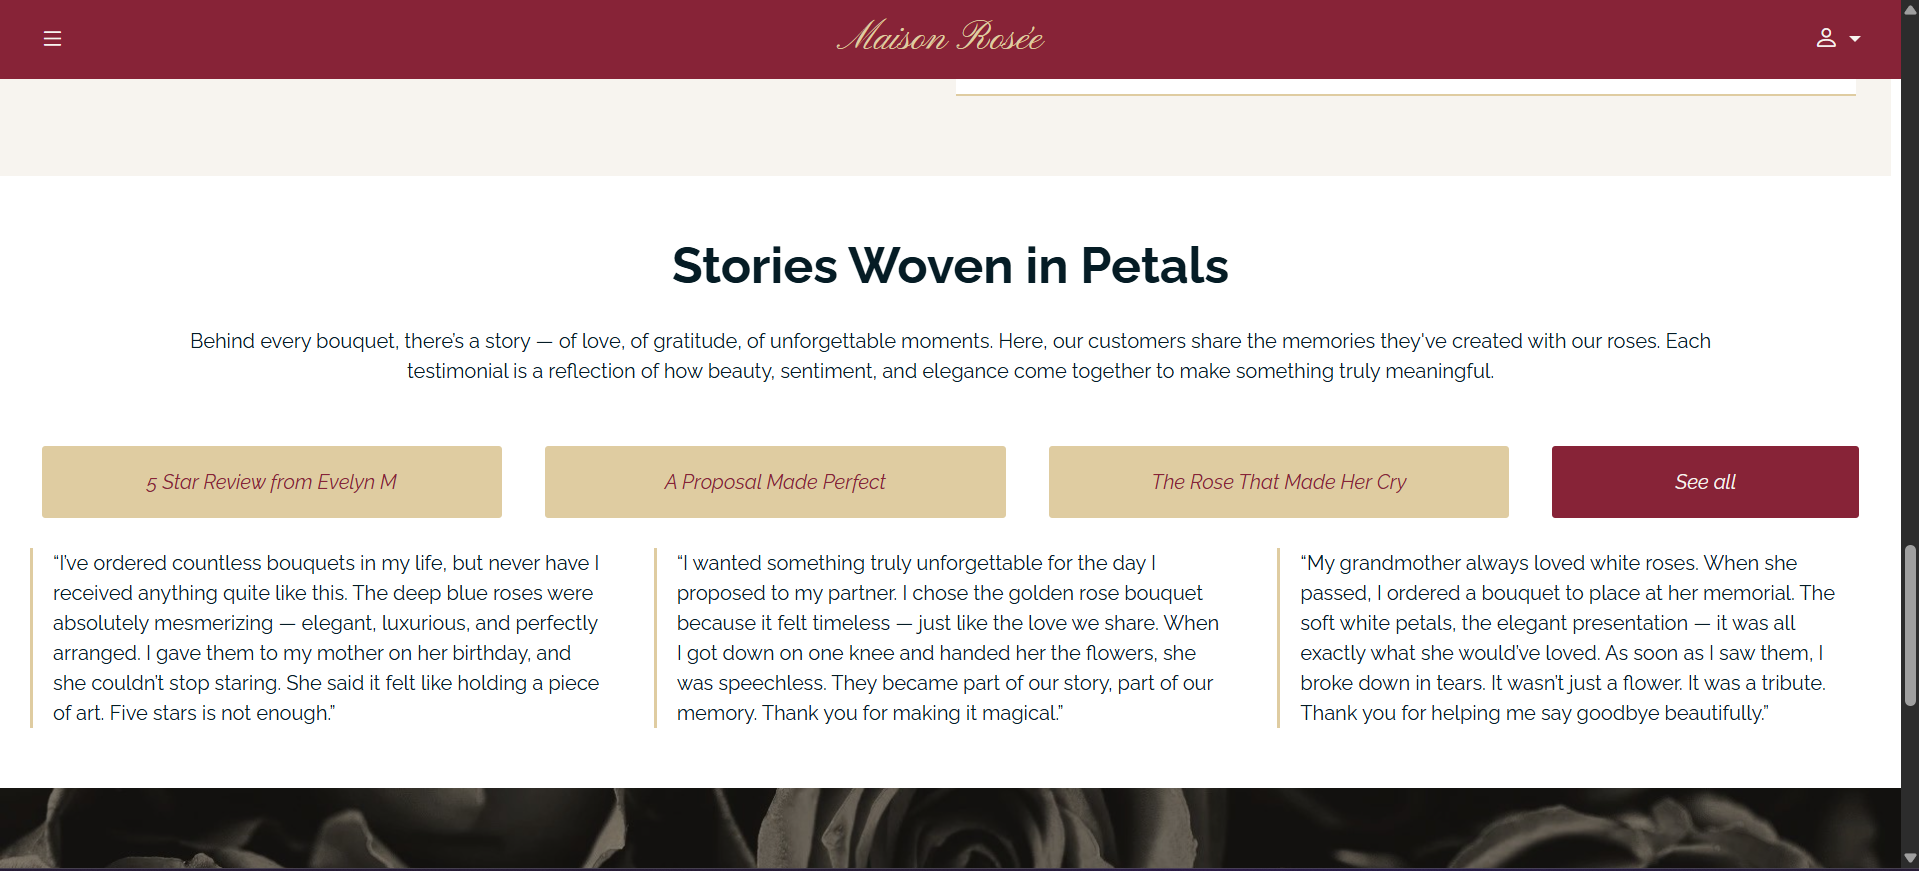 Maison Rosée
Stories Woven in Petals
Behind every bouquet, there's a story — of love, of gratitude, of unforgettable moments. Here, our customers share the memories they've created with our roses. Each
testimonial is a reflection of how beauty, sentiment, and elegance come together to make something truly meaningful.
5 Star Review from Evelyn M
A Proposal Made Perfect
The Rose That Made Her Cry
See all
“I’ve ordered countless bouquets in my life, but never have I
received anything quite like this. The deep blue roses were
absolutely mesmerizing — elegant, luxurious, and perfectly
arranged. I gave them to my mother on her birthday, and
she couldn’t stop staring. She said it felt like holding a piece
of art. Five stars is not enough.”
“I wanted something truly unforgettable for the day I
proposed to my partner. I chose the golden rose bouquet
because it felt timeless — just like the love we share. When
I got down on one knee and handed her the flowers, she
was speechless. They became part of our story, part of our
memory. Thank you for making it magical.”
“My grandmother always loved white roses. When she
passed, I ordered a bouquet to place at her memorial. The
soft white petals, the elegant presentation — it was all
exactly what she would’ve loved. As soon as I saw them, I
broke down in tears. It wasn’t just a flower. It was a tribute.
Thank you for helping me say goodbye beautifully.”